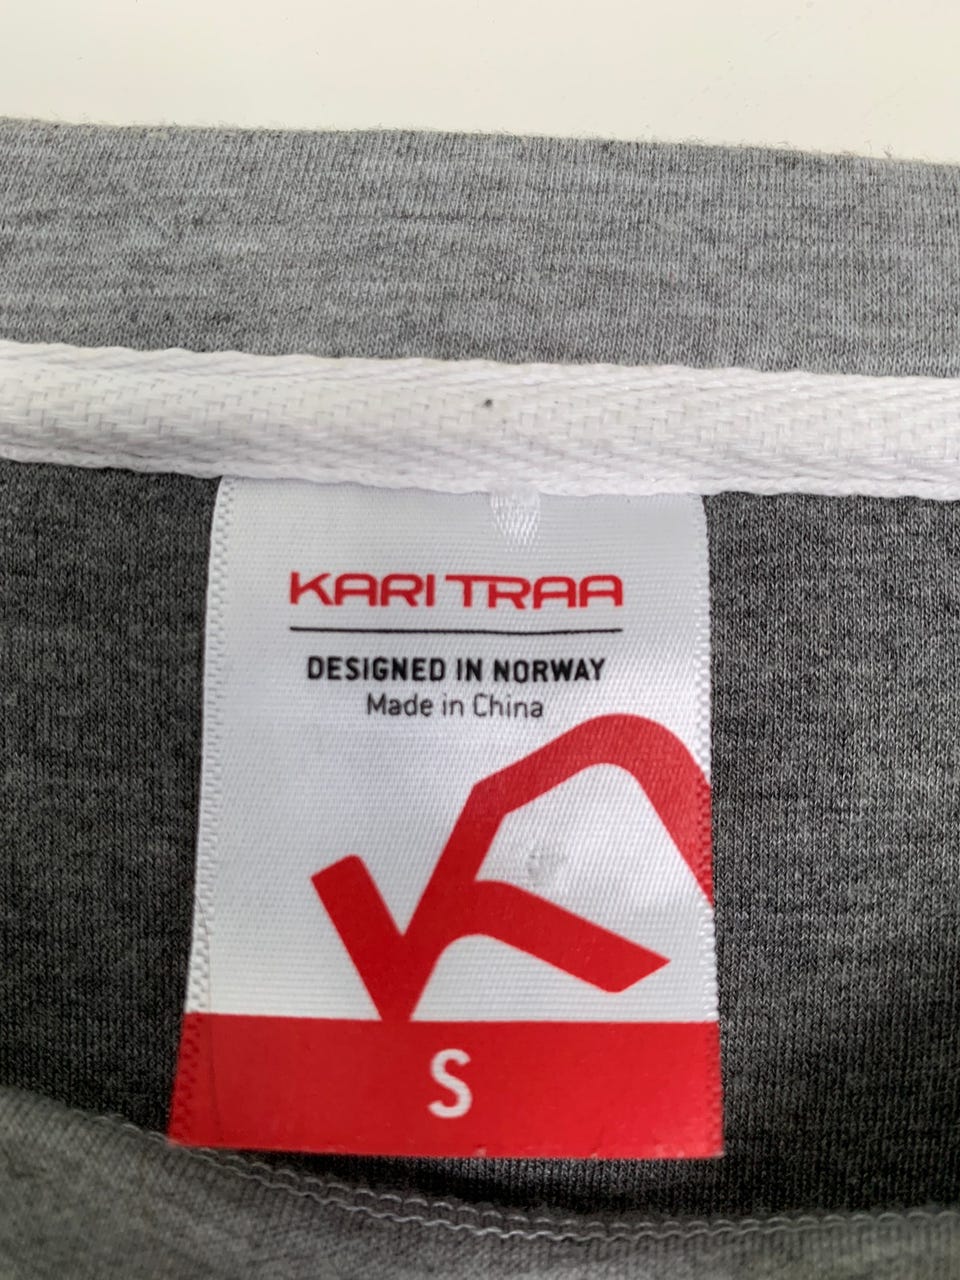 KARI TRAA
DESIGNED IN NORWAY
Made in China
S